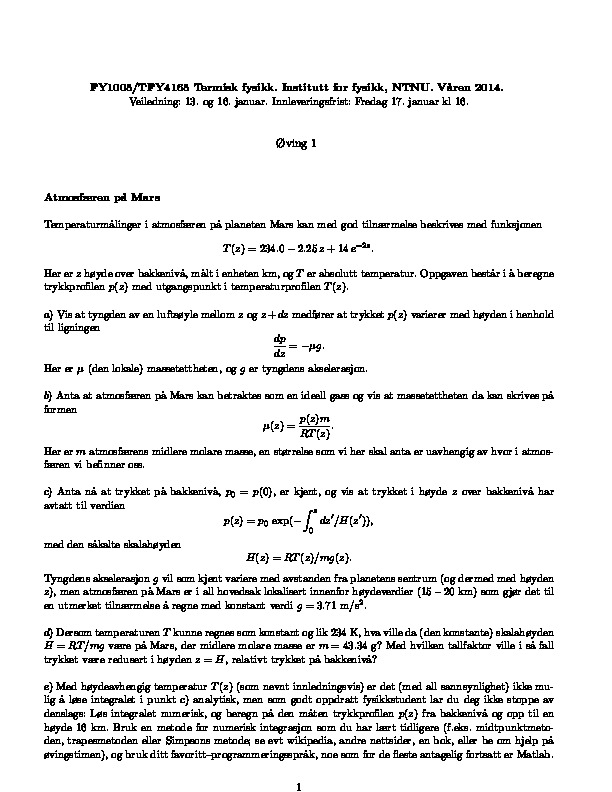 FY1005/TFY4165 Termisk fysikk. Institutt for fysikk, NTNU. Våren 2014.
Veiledning: 13. og 16. januar. Innleveringsfrist: Fredag 17. januar kl 16.
Øving 1
Atmosfæren på Mars
Temperaturmålinger i atmosfæren på planeten Mars kan med god tilnærmelse beskrives med funksjonen
T(z) = 234.0 − 2.25 z + 14 e^{−2z}.
Her er z høyde over bakkenivå, målt i enheten km, og T er absolutt temperatur. Oppgaven består i å beregne
trykkprofilen p(z) med utgangspunkt i temperaturprofilen T(z).
a) Vis at tyngden av en luftsøyle mellom z og z + dz medfører at trykket p(z) varierer med høyden i henhold
til ligningen
dp/dz = −μg.
Her er μ (den lokale) massetettheten, og g er tyngdens akselerasjon.
b) Anta at atmosfæren på Mars kan betraktes som en ideell gass og vis at massetettheten da kan skrives på
formen
μ(z) = p(z)m/RT(z).
Her er m atmosfærens midlere molare masse, en størrelse som vi her skal anta er uavhengig av hvor i atmos-
færen vi befinner oss.
c) Anta nå at trykket på bakkenivå, p₀ = p(0), er kjent, og vis at trykket i høyde z over bakkenivå har
avtatt til verdien
p(z) = p₀ exp(−∫₀^z dz′/H(z′)),
med den såkalte skalahøyden
H(z) = RT(z)/mg(z).
Tyngdens akselerasjon g vil som kjent variere med avstanden fra planetens sentrum (og dermed med høyden
z), men atmosfæren på Mars er i all hovedsak lokalisert innenfor høydeverdier (15 – 20 km) som gjør det til
en utmerket tilnærmelse å regne med konstant verdi g = 3.71 m/s².
d) Dersom temperaturen T kunne regnes som konstant og lik 234 K, hva ville da (den konstante) skalahøyden
H = RT/mg være på Mars, der midlere molare masse er m = 43.34 g? Med hvilken tallfaktor ville i så fall
trykket være redusert i høyden z = H, relativt trykket på bakkenivå?
e) Med høydeavhengig temperatur T(z) (som nevnt innledningsvis) er det (med all sannsynlighet) ikke mu-
lig å løse integralet i punkt c) analytisk, men som godt oppdratt fysikkstudent lar du deg ikke stoppe av
denslags: Løs integralet numerisk, og beregn på den måten trykkprofilen p(z) fra bakkenivå og opp til en
høyde 16 km. Bruk en metode for numerisk integrasjon som du har lært tidligere (f.eks. midtpunktmeto-
den, trapesmetoden eller Simpsons metode; se evt wikipedia, andre nettsider, en bok, eller be om hjelp på
øvingstimen), og bruk ditt favoritt–programmeringsspråk, noe som for de fleste antagelig fortsatt er Matlab.
1